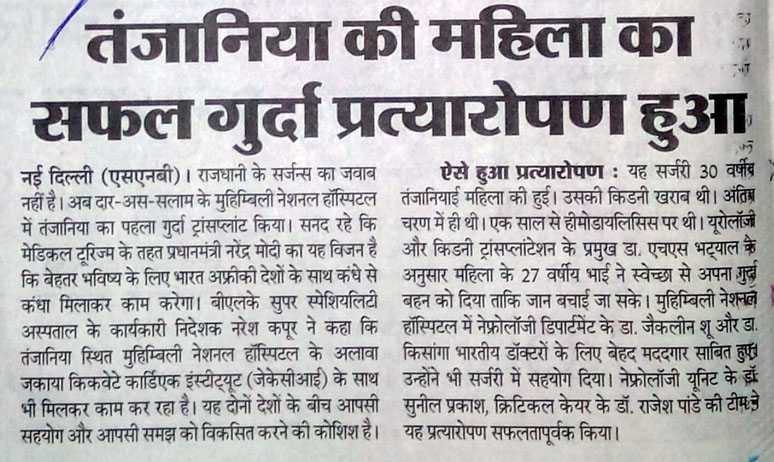 तंजानिया की महिला का
सफल गुर्दा प्रत्यारोपण हुआ
नई दिल्ली (एसएनबी)। राजधानी के सर्जन्स का जवाब
नहीं है। अब दार-अस-सलाम के मुहिम्बिली नेशनल हॉस्पिटल
में तंजानिया का पहला गुर्दा ट्रांसप्लांट किया। सनद रहे कि
मेडिकल टूरिज्म के तहत प्रधानमंत्री नरेंद्र मोदी का यह विजन है
कि बेहतर भविष्य के लिए भारत अफ्रीकी देशों के साथ कंधे से
कंधा मिलाकर काम करेगा। बीएलके सुपर स्पेशियलिटी
अस्पताल के कार्यकारी निदेशक नरेश कपूर ने कहा कि
तंजानिया स्थित मुहिम्बिली नेशनल हॉस्पिटल के अलावा
जकाया किकवेटे कार्डिएक इंस्टीट्यूट (जेकेसीआई) के साथ
भी मिलकर काम कर रहा है। यह दोनों देशों के बीच आपसी
सहयोग और आपसी समझ को विकसित करने की कोशिश है।
ऐसे हुआ प्रत्यारोपण : यह सर्जरी 30 वर्षीय
तंजानियाई महिला की हुई। उसकी किडनी खराब थी। अंतिम
चरण में ही थी। एक साल से हीमोडायलिसिस पर थी। यूरोलॉजी
और किडनी ट्रांसप्लांटेशन के प्रमुख डा. एचएस भट्याल के
अनुसार महिला के 27 वर्षीय भाई ने स्वेच्छा से अपना गुर्दा
बहन को दिया ताकि जान बचाई जा सके। मुहिम्बिली नेशनल
हॉस्पिटल में नेफ्रोलॉजी डिपार्टमेंट के डा. जैकलीन शू और डा.
किसांगा भारतीय डॉक्टरों के लिए बेहद मददगार साबित हुए।
उन्होंने भी सर्जरी में सहयोग दिया। नेफ्रोलॉजी यूनिट के डॉ.
सुनील प्रकाश, क्रिटिकल केयर के डॉ. राजेश पांडे की टीम ने
यह प्रत्यारोपण सफलतापूर्वक किया।